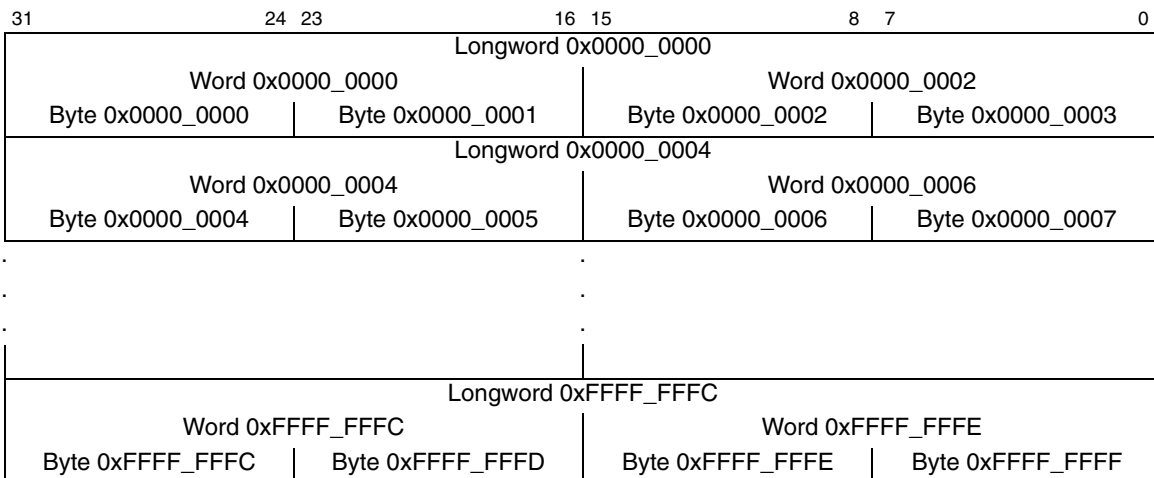 31 24 23 16 15 8 7 0
Longword 0x0000_0000
Word 0x0000_0000 Word 0x0000_0002
Byte 0x0000_0000 Byte 0x0000_0001 Byte 0x0000_0002 Byte 0x0000_0003
Longword 0x0000_0004
Word 0x0000_0004 Word 0x0000_0006
Byte 0x0000_0004 Byte 0x0000_0005 Byte 0x0000_0006 Byte 0x0000_0007
. .
. .
. .
Longword 0xFFFF_FFFC
Word 0xFFFF_FFFC Word 0xFFFF_FFFE
Byte 0xFFFF_FFFC Byte 0xFFFF_FFFD Byte 0xFFFF_FFFE Byte 0xFFFF_FFFF